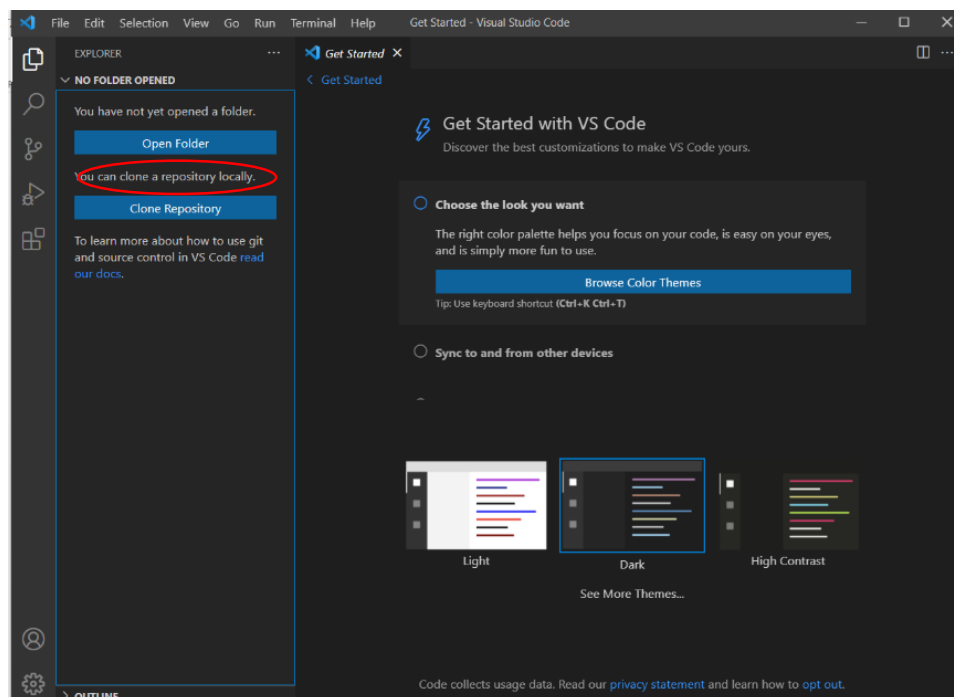 File Edit Selection View Go Run Terminal Help Get Started - Visual Studio Code
EXPLORER
Get Started
NO FOLDER OPENED
Get Started
You have not yet opened a folder.
Open Folder
You can clone a repository locally.
Clone Repository
To learn more about how to use git
and source control in VS Code read
our docs.
Get Started with VS Code
Discover the best customizations to make VS Code yours.
Choose the look you want
The right color palette helps you focus on your code, is easy on your eyes,
and is simply more fun to use.
Browse Color Themes
Tip: Use keyboard shortcut (Ctrl+K Ctrl+T)
Sync to and from other devices
Light
Dark
High Contrast
See More Themes...
OUTLINE
Code collects usage data. Read our privacy statement and learn how to opt out.